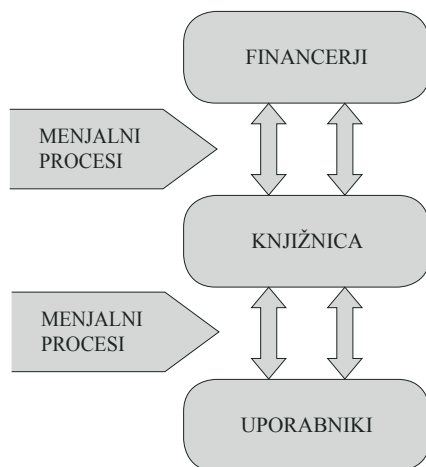 FINANCERJI
MENJALNI
PROCESI
KNJIŽNICA
MENJALNI
PROCESI
UPORABNIKI